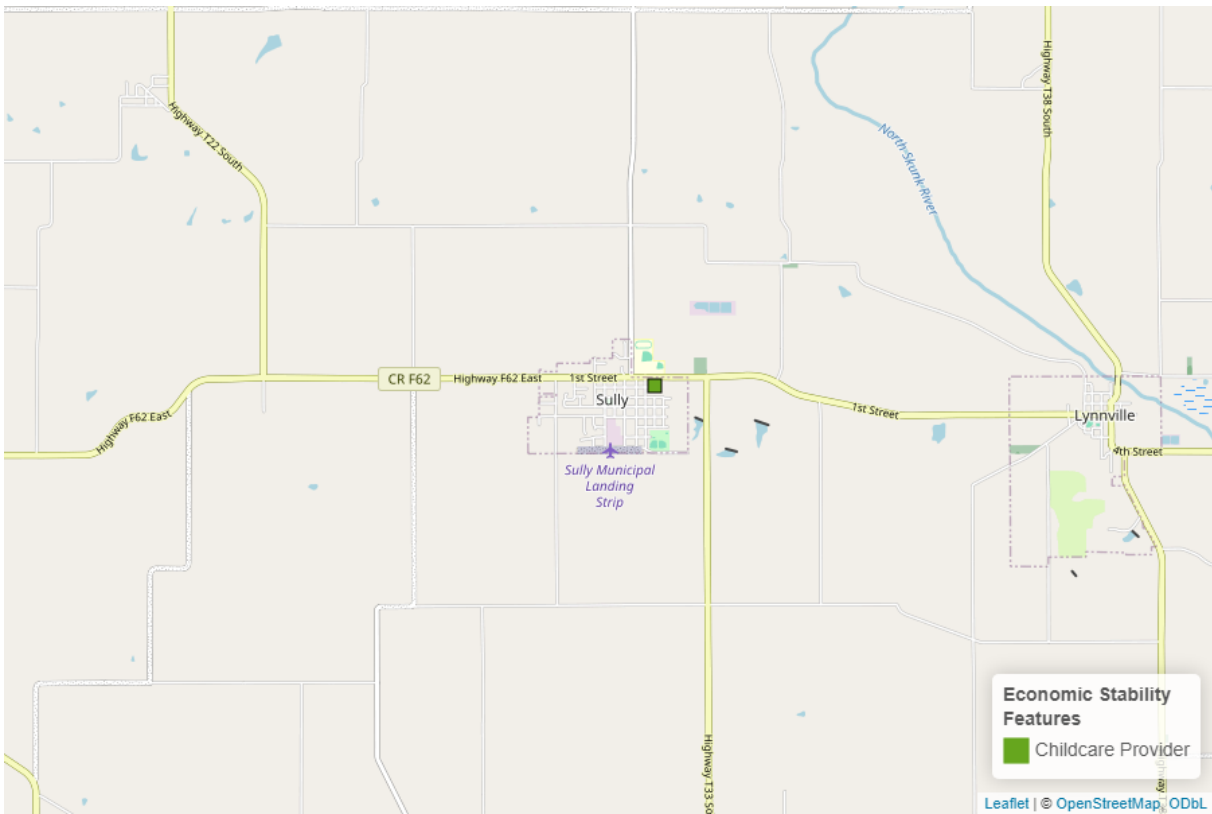 Highway T38 South
Highway T22 South
North Skunk River
CR F62
Highway F62 East
1st Street
Sully
Highway F62 East
1st Street
Lynnville
4th Street
Sully Municipal
Landing
Strip
Highway T33 So
Economic Stability
Features
Childcare Provider
Leaflet | © OpenStreetMap, ODbL